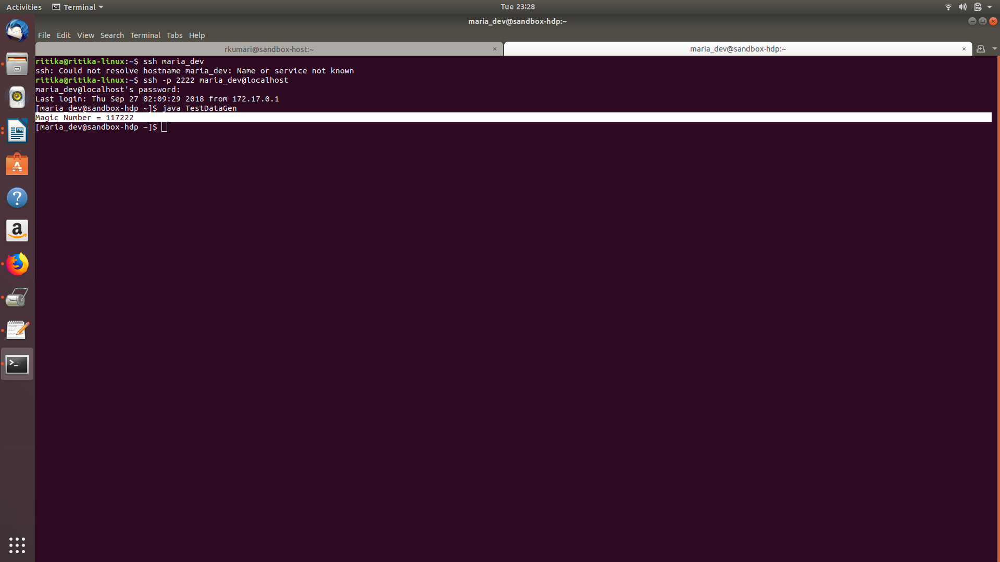 Activities Terminal Tue 23:28
maria_dev@sandbox-hdp:~
File Edit View Search Terminal Tabs Help
rkumari@sandbox-host:~ × maria_dev@sandbox-hdp:~ ×
ritika@ritika-linux:~$ ssh maria_dev
ssh: Could not resolve hostname maria_dev: Name or service not known
ritika@ritika-linux:~$ ssh -p 2222 maria_dev@localhost
maria_dev@localhost's password:
Last login: Thu Sep 27 02:09:29 2018 from 172.17.0.1
[maria_dev@sandbox-hdp ~]$ java TestDataGen
Magic Number = 117222
[maria_dev@sandbox-hdp ~]$